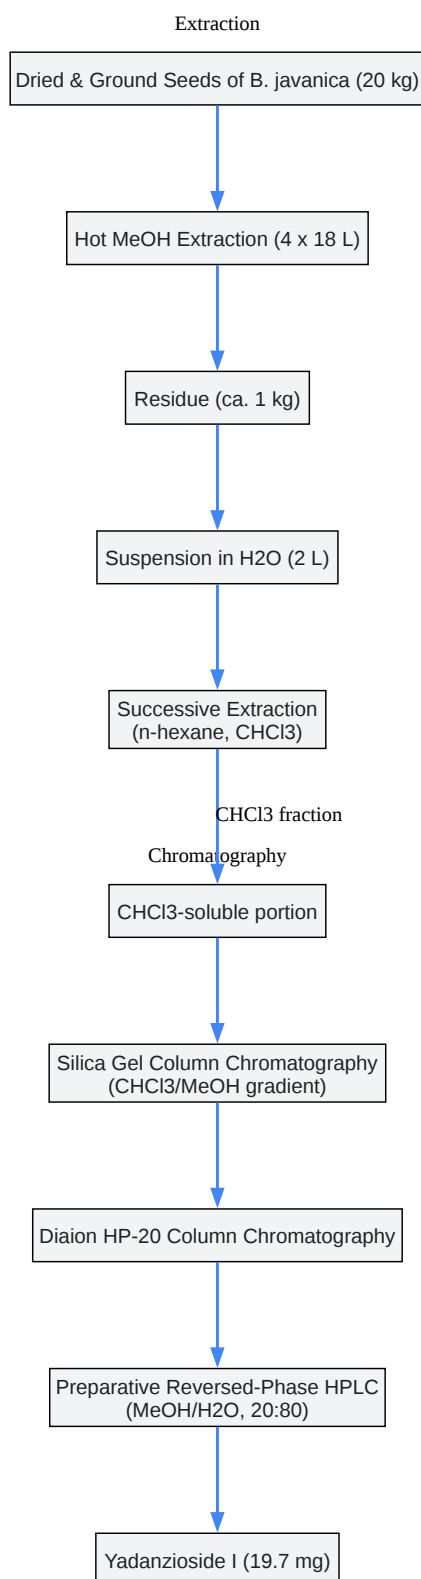 Extraction
Dried & Ground Seeds of B. javanica (20 kg)
Hot MeOH Extraction (4 x 18 L)
Residue (ca. 1 kg)
Suspension in H2O (2 L)
Successive Extraction
(n-hexane, CHCl3)
CHCl3 fraction
Chromatography
CHCl3-soluble portion
Silica Gel Column Chromatography
(CHCl3/MeOH gradient)
Diaion HP-20 Column Chromatography
Preparative Reversed-Phase HPLC
(MeOH/H2O, 20:80)
Yadanzioside I (19.7 mg)